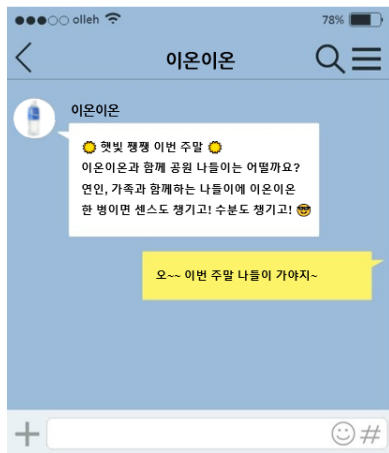 olleh 78%
이온이온
이온이온
햇빛 쨍쨍 이번 주말
이온이온과 함께 공원 나들이는 어떨까요?
연인, 가족과 함께하는 나들이에 이온이온
한 병이면 센스도 챙기고! 수분도 챙기고!
오~~ 이번 주말 나들이 가야지~
#